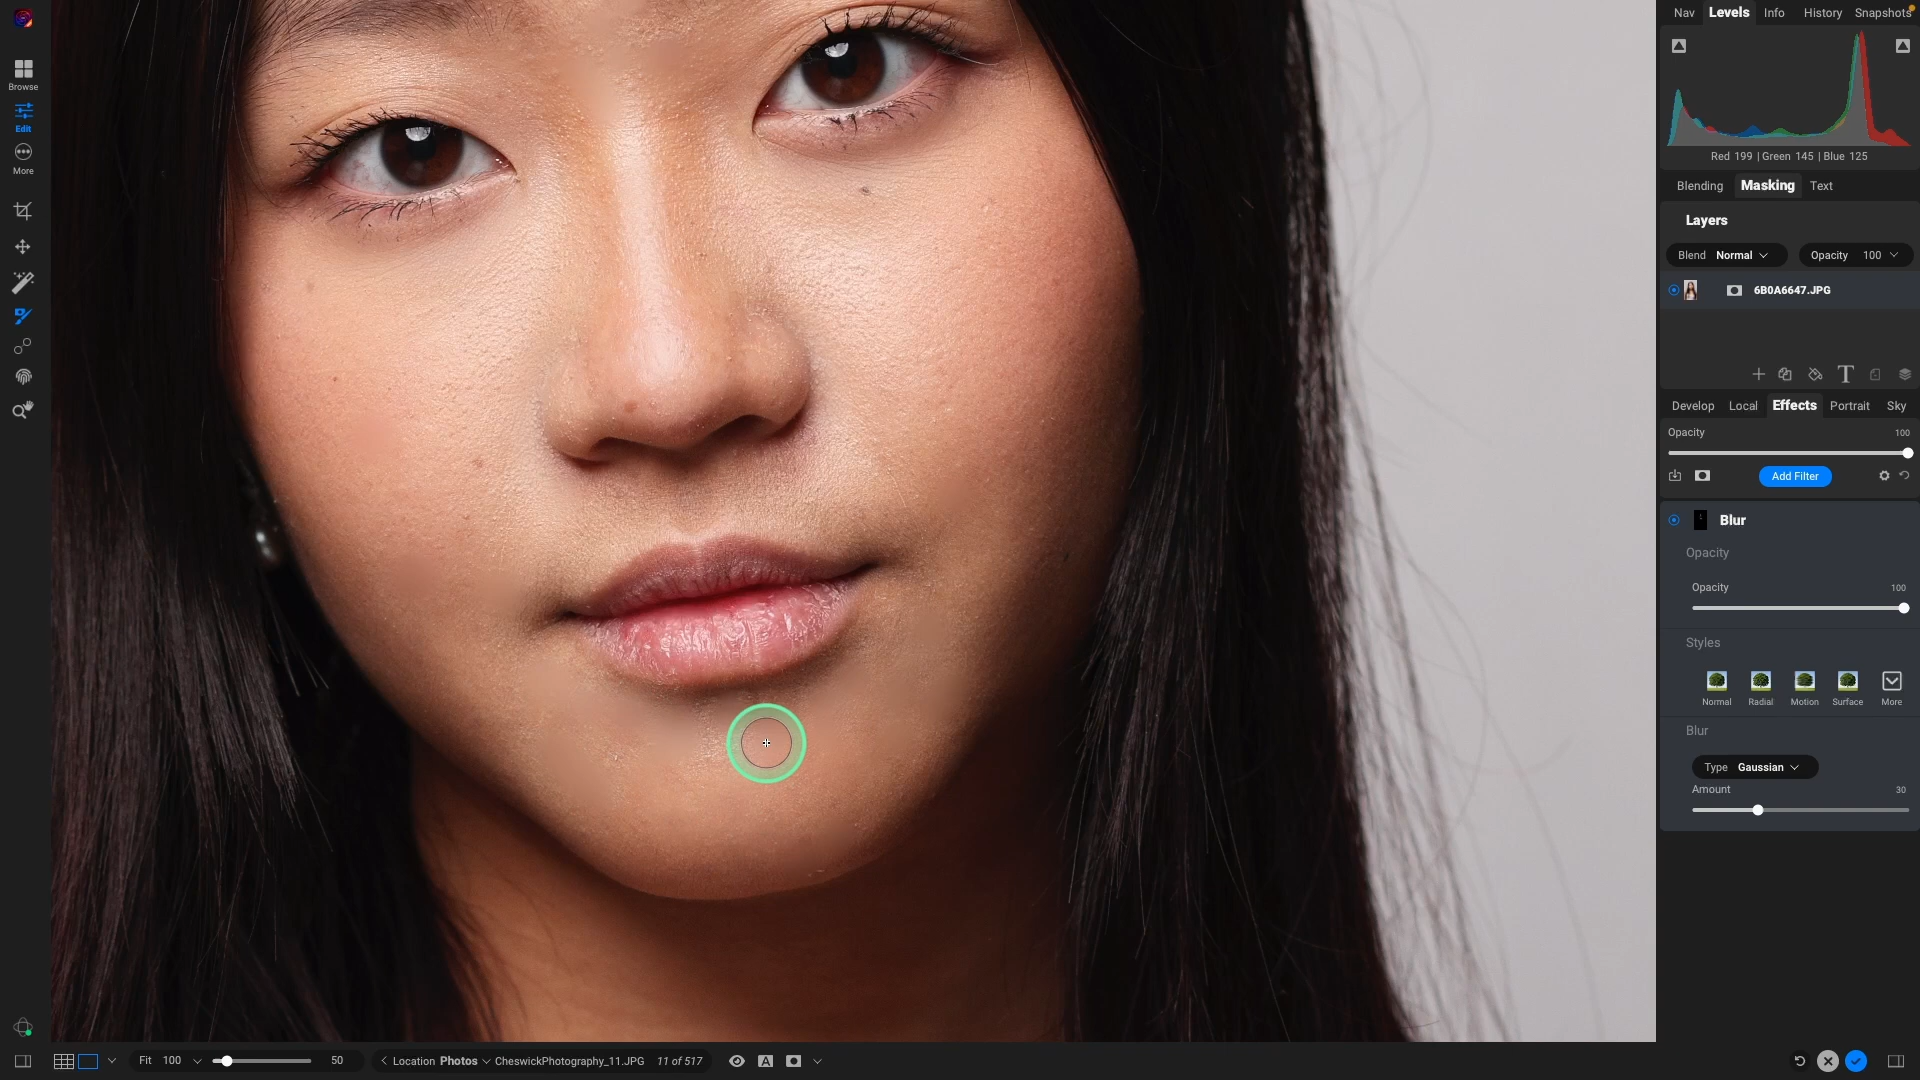 Nav Levels Info History Snapshots
Browse
Edit
More
Red 199 | Green 145 | Blue 125
Blending Masking Text
Layers
Blend Normal Opacity 100
6B0A6647.JPG
T
Develop Local Effects Portrait Sky
Opacity 100
Add Filter
Blur
Opacity
Opacity 100
Styles
Normal Radial Motion Surface More
Blur
Type Gaussian
Amount 30
Fit 100 50 Location Photos CheswickPhotography_11.JPG 11 of 517 A